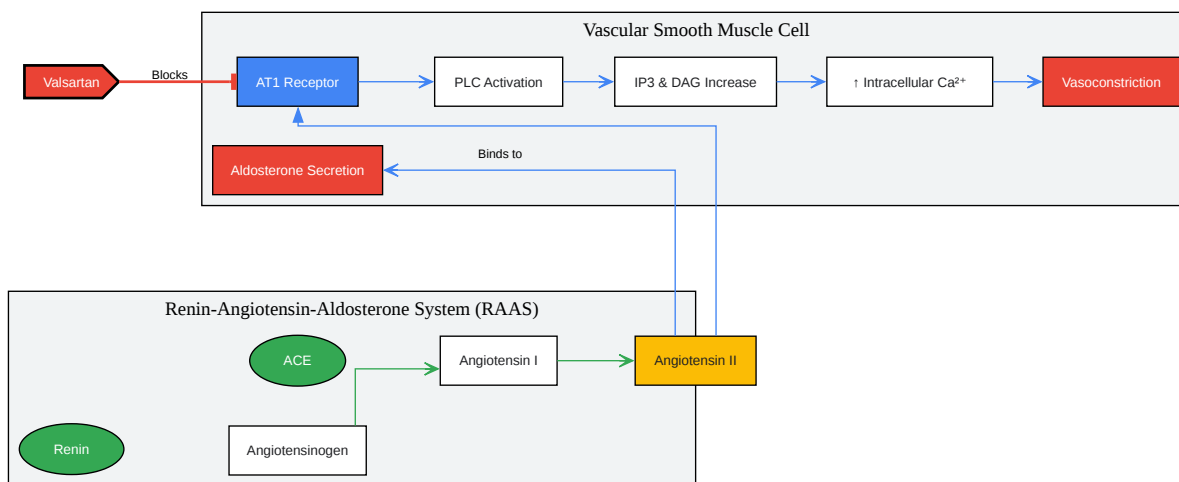 Vascular Smooth Muscle Cell
Valsartan
Blocks
AT1 Receptor
PLC Activation
IP3 & DAG Increase
↑ Intracellular Ca²⁺
Vasoconstriction
Aldosterone Secretion
Binds to
Renin-Angiotensin-Aldosterone System (RAAS)
ACE
Angiotensin I
Angiotensin II
Renin
Angiotensinogen